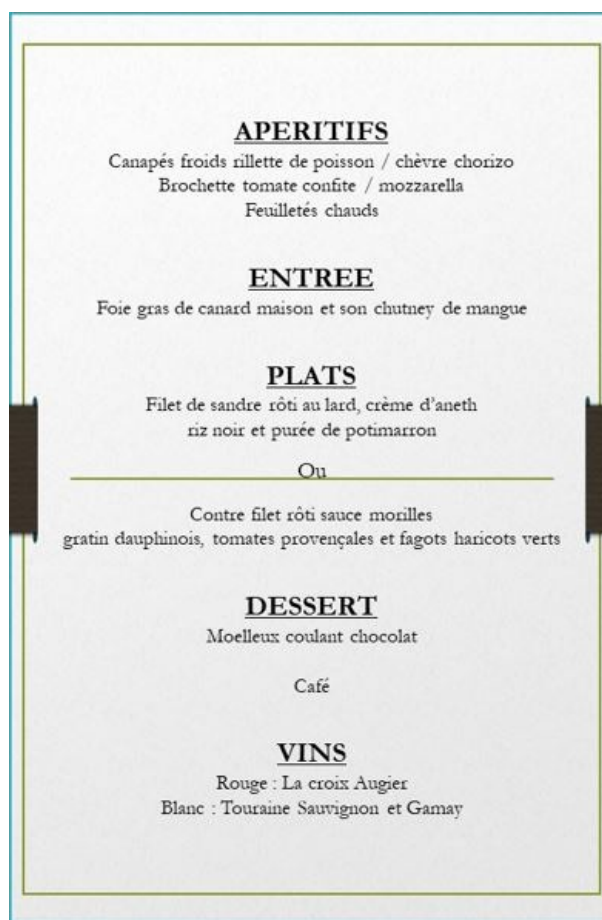 APERITIFS
Canapés froids rillette de poisson / chèvre chorizo
Brochette tomate confite / mozzarella
Feuilletés chauds
ENTREE
Foie gras de canard maison et son chutney de mangue
PLATS
Filet de sandre rôti au lard, crème d'aneth
riz noir et purée de potimarron
Ou
Contre filet rôti sauce morilles
gratin dauphinois, tomates provençales et fagots haricots verts
DESSERT
Moelleux coulant chocolat
Café
VINS
Rouge : La croix Augier
Blanc : Touraine Sauvignon et Gamay